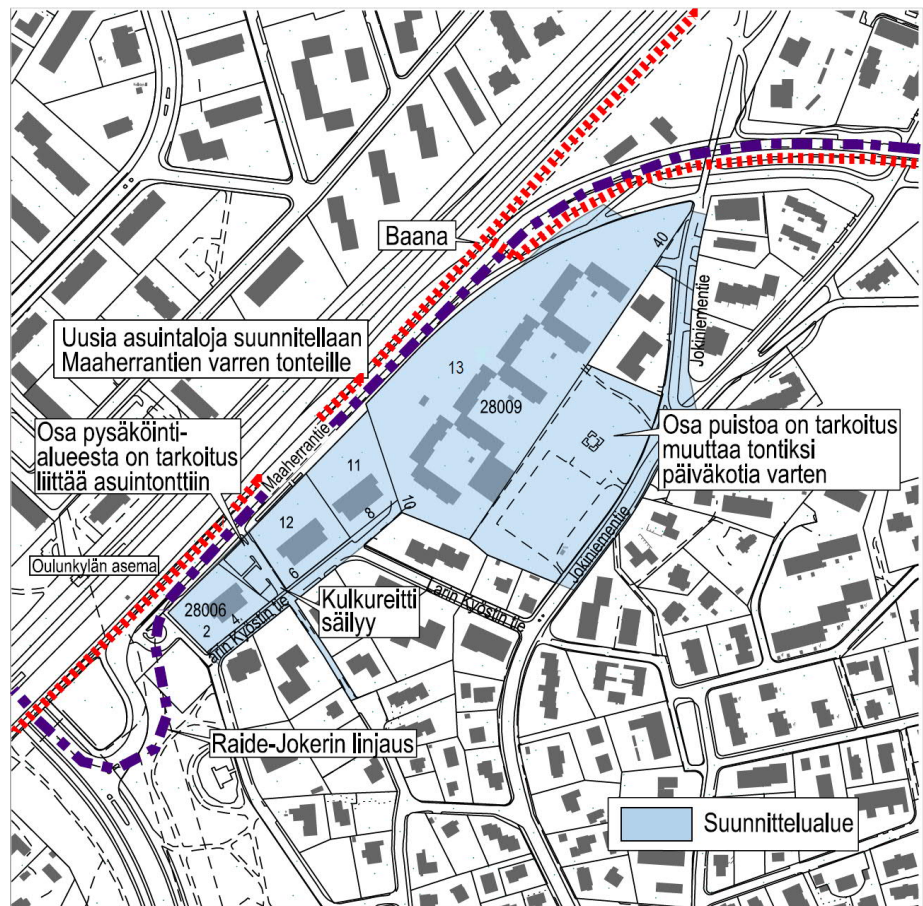 Baana
40
Jokiniementie
Uusia asuintaloja suunnitellaan
Maaherrantien varren tonteille
13
28009
Osa pysäköinti-
alueesta on tarkoitus
liittää asuintonttiin
Maaherrantie
Osa puistoa on tarkoitus
muuttaa tontiksi
päiväkotia varten
11
10
8
12
6
Jokiniementie
Oulunkylän asema
28006
2
4
Larin Kyöstin tie
Kulkureitti
säilyy
Larin Kyöstin tie
Raide-Jokerin linjaus
Suunnittelualue